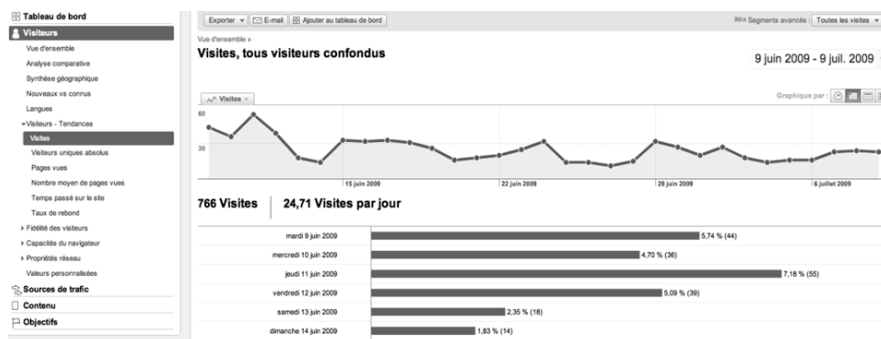 Tableau de bord
Visiteurs
Vue d'ensemble
Analyse comparative
Synthèse géographique
Nouveaux vs connus
Langues
Visiteurs - Tendances
Visites
Visiteurs uniques absolus
Pages vues
Nombre moyen de pages vues
Temps passé sur le site
Taux de rebond
Fidélité des visiteurs
Capacités du navigateur
Propriétés réseau
Valeurs personnalisées
Sources de trafic
Contenu
Objectifs
Exporter E-mail Ajouter au tableau de bord
Bêta Segments avancés : Toutes les visites
Vue d'ensemble »
Visites, tous visiteurs confondus
9 juin 2009 - 9 juil. 2009
Visites
Graphique par :
60
30
15 juin 2009 22 juin 2009 29 juin 2009 6 juillet 2009
766 Visites 24,71 Visites par jour
mardi 9 juin 2009 5,74 % (44)
mercredi 10 juin 2009 4,70 % (36)
jeudi 11 juin 2009 7,18 % (55)
vendredi 12 juin 2009 5,09 % (39)
samedi 13 juin 2009 2,35 % (18)
dimanche 14 juin 2009 1,83 % (14)